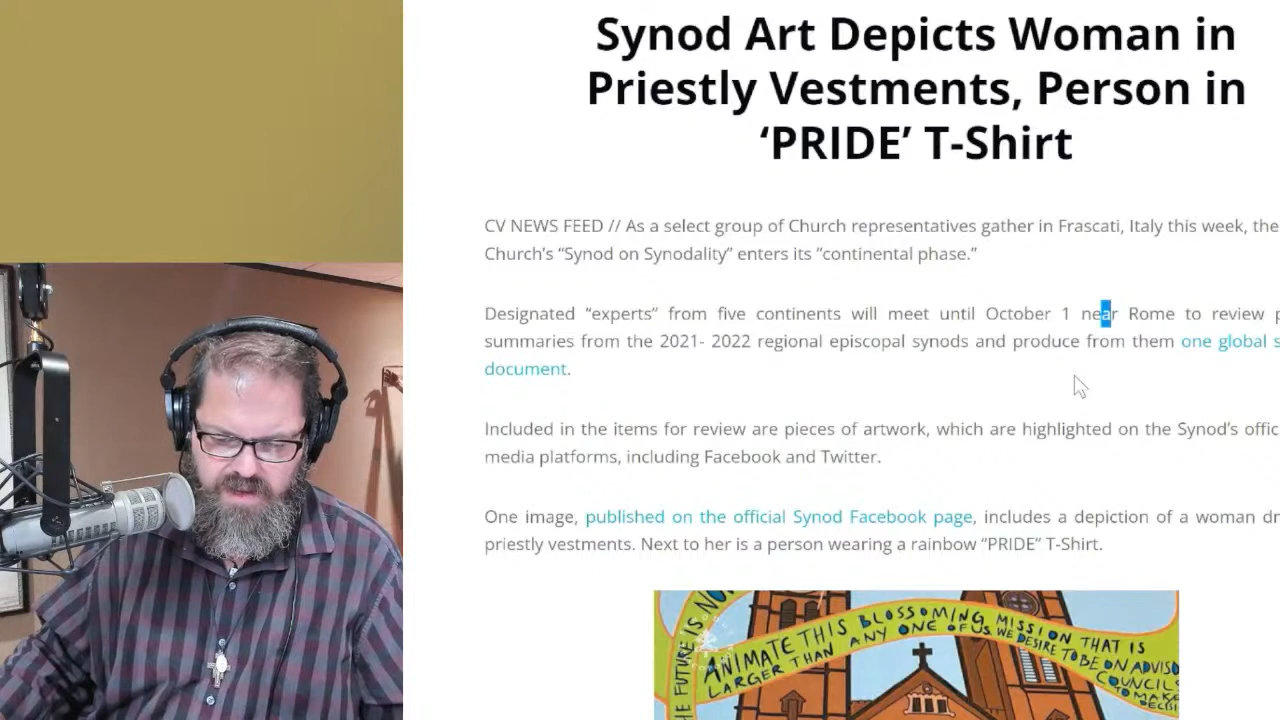 Synod Art Depicts Woman in
Priestly Vestments, Person in
‘PRIDE’ T-Shirt
CV NEWS FEED // As a select group of Church representatives gather in Frascati, Italy this week, the
Church’s “Synod on Synodality” enters its “continental phase.”
Designated “experts” from five continents will meet until October 1 near Rome to review
summaries from the 2021- 2022 regional episcopal synods and produce from them one global
document.
Included in the items for review are pieces of artwork, which are highlighted on the Synod’s
media platforms, including Facebook and Twitter.
One image, published on the official Synod Facebook page, includes a depiction of a woman
priestly vestments. Next to her is a person wearing a rainbow “PRIDE” T-Shirt.
THE FUTURE IS
ANIMATE THIS BLOSSOMING MISSION THAT IS
LARGER THAN ANY ONE OF US. WE DESIRE TO BE ON
COUNCILS
TO